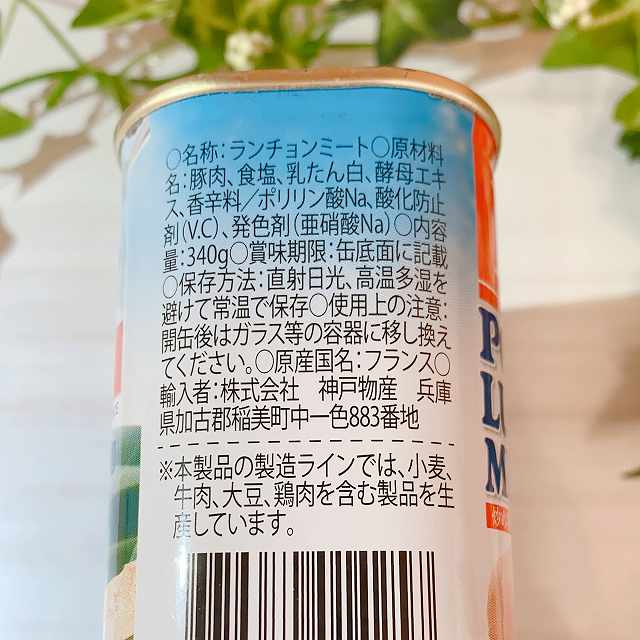 ○名称：ランチョンミート○原材料
名：豚肉、食塩、乳たん白、酵母エキ
ス、香辛料／ポリリン酸Na、酸化防止
剤（V.C）、発色剤（亜硝酸Na）○内容
量：340g○賞味期限：缶底面に記載
○保存方法：直射日光、高温多湿を
避けて常温で保存○使用上の注意：
開缶後はガラス等の容器に移し換え
てください。○原産国名：フランス○
輸入者：株式会社　神戸物産　兵庫
県加古郡稲美町中一色883番地
※本製品の製造ラインでは、小麦、
牛肉、大豆、鶏肉を含む製品を生
産しています。